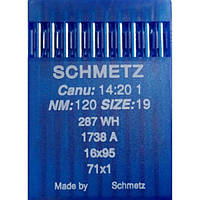 SCHMETZ
Canu: 14:20 1
NM:120 SIZE:19
287 WH
1738 A
16x95
71x1
Made by Schmetz